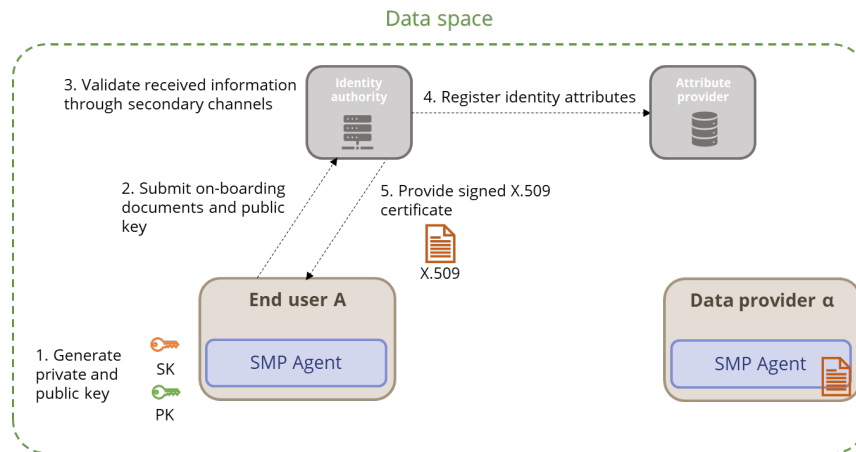 Data space
3. Validate received information
through secondary channels
Identity
authority
4. Register identity attributes
Attribute
provider
2. Submit on-boarding
documents and public
key
5. Provide signed X.509
certificate
X.509
End user A
SMP Agent
Data provider α
SMP Agent
1. Generate
private and
public key
SK
PK